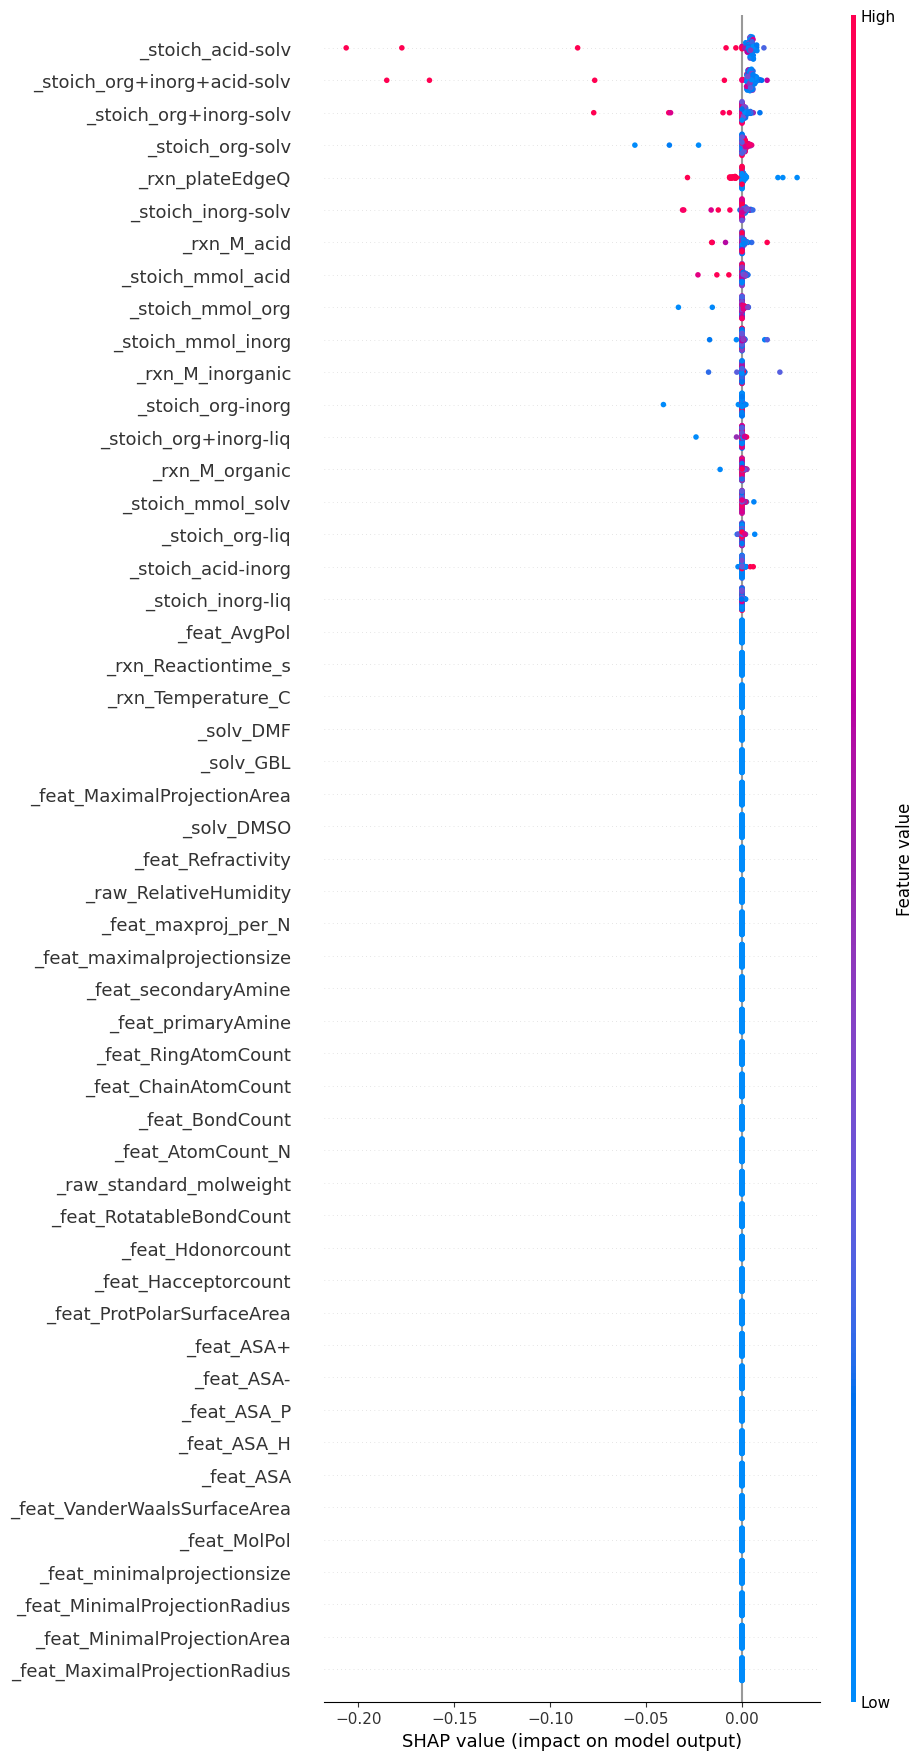 High
_stoich_acid-solv
_stoich_org+inorg+acid-solv
_stoich_org+inorg-solv
_stoich_org-solv
_rxn_plateEdgeQ
_stoich_inorg-solv
_rxn_M_acid
_stoich_mmol_acid
_stoich_mmol_org
_stoich_mmol_inorg
_rxn_M_inorganic
_stoich_org-inorg
_stoich_org+inorg-liq
_rxn_M_organic
_stoich_mmol_solv
_stoich_org-liq
_stoich_acid-inorg
_stoich_inorg-liq
_feat_AvgPol
_rxn_Reactiontime_s
_rxn_Temperature_C
_solv_DMF
_solv_GBL
_feat_MaximalProjectionArea
_solv_DMSO
_feat_Refractivity
_raw_RelativeHumidity
_feat_maxproj_per_N
_feat_maximalprojectionsize
_feat_secondaryAmine
_feat_primaryAmine
_feat_RingAtomCount
_feat_ChainAtomCount
_feat_BondCount
_feat_AtomCount_N
_raw_standard_molweight
_feat_RotatableBondCount
_feat_Hdonorcount
_feat_Hacceptorcount
_feat_ProtPolarSurfaceArea
_feat_ASA+
_feat_ASA-
_feat_ASA_P
_feat_ASA_H
_feat_ASA
_feat_VanderWaalsSurfaceArea
_feat_MolPol
_feat_minimalprojectionsize
_feat_MinimalProjectionRadius
_feat_MinimalProjectionArea
_feat_MaximalProjectionRadius
Feature value
Low
−0.20 −0.15 −0.10 −0.05 0.00
SHAP value (impact on model output)